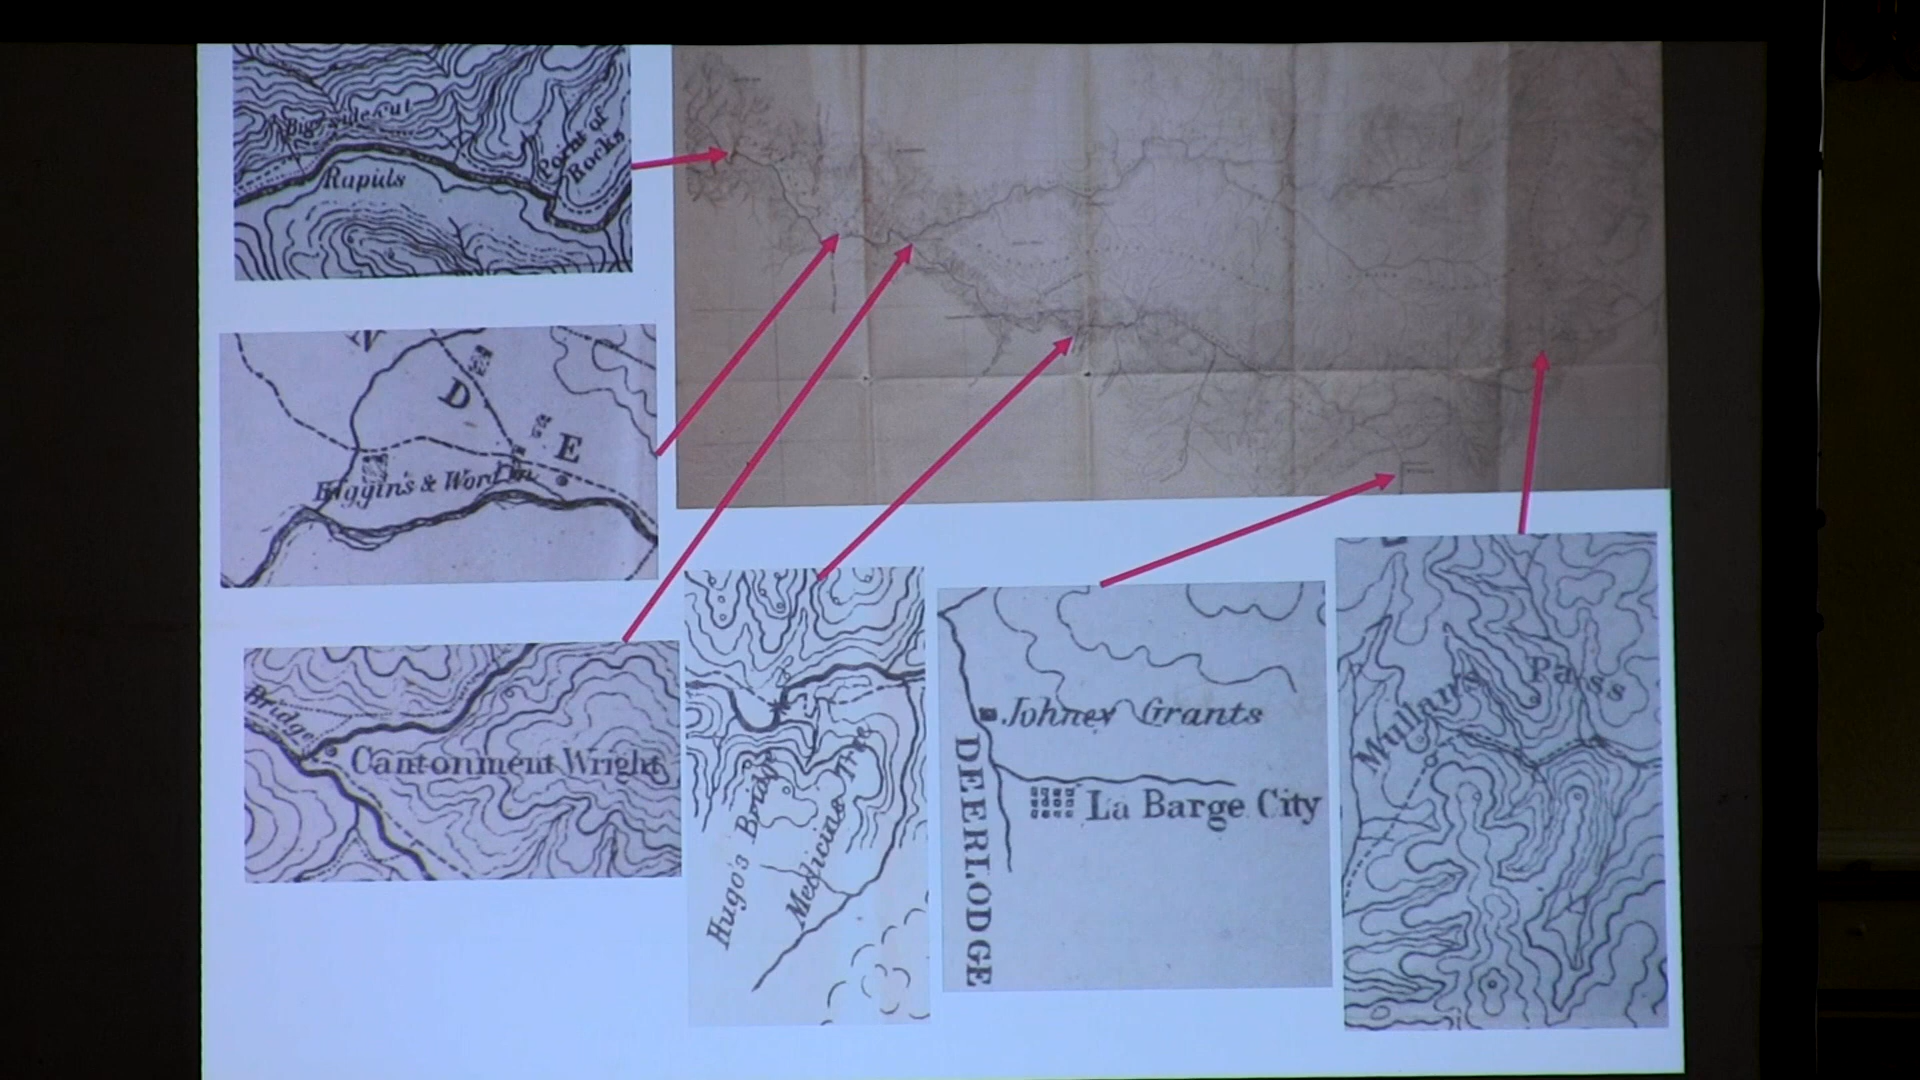 Big side cut
Point of
Rocks
Rapids
N
D
E
Higgins & Worden
Bridge
Cantonment Wright
Hugo's Bridge
Medicine Tree
Johney Grants
La Barge City
DEERLODGE
Mullan's Pass